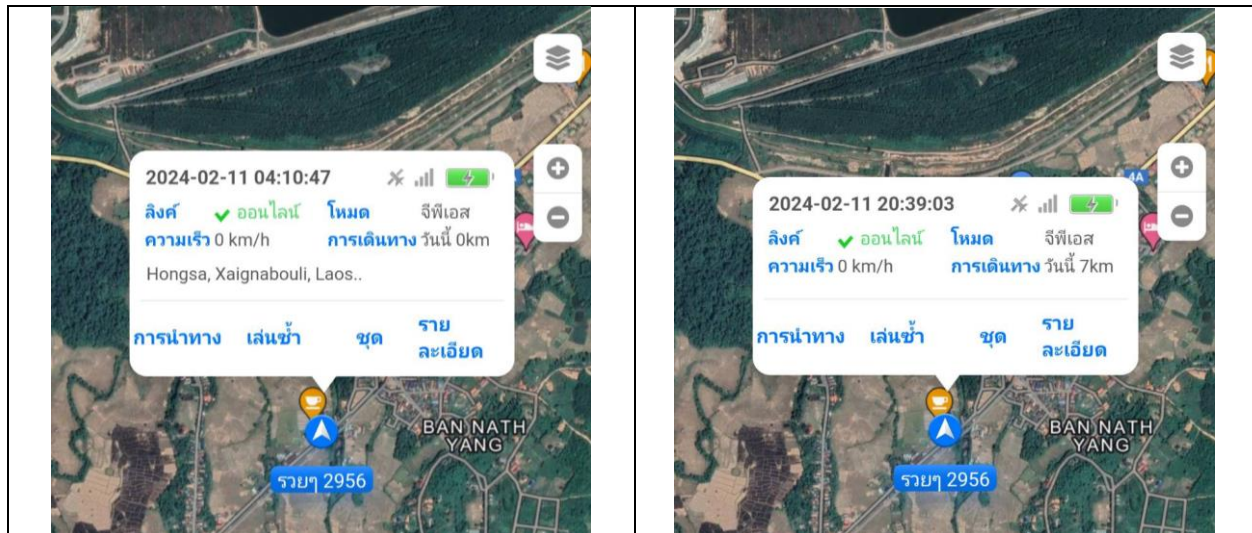 2024-02-11 04:10:47
ลิงค์ ออนไลน์ โหมด จีพีเอส
ความเร็ว 0 km/h การเดินทาง วันนี้ 0km
Hongsa, Xaignabouli, Laos..
การนำทาง เล่นซ้ำ ชุด ราย
ละเอียด
BAN NATH
YANG
รวยๆ 2956
2024-02-11 20:39:03
4A
ลิงค์ ออนไลน์ โหมด จีพีเอส
ความเร็ว 0 km/h การเดินทาง วันนี้ 7km
การนำทาง เล่นซ้ำ ชุด ราย
ละเอียด
BAN NATH
YANG
รวยๆ 2956